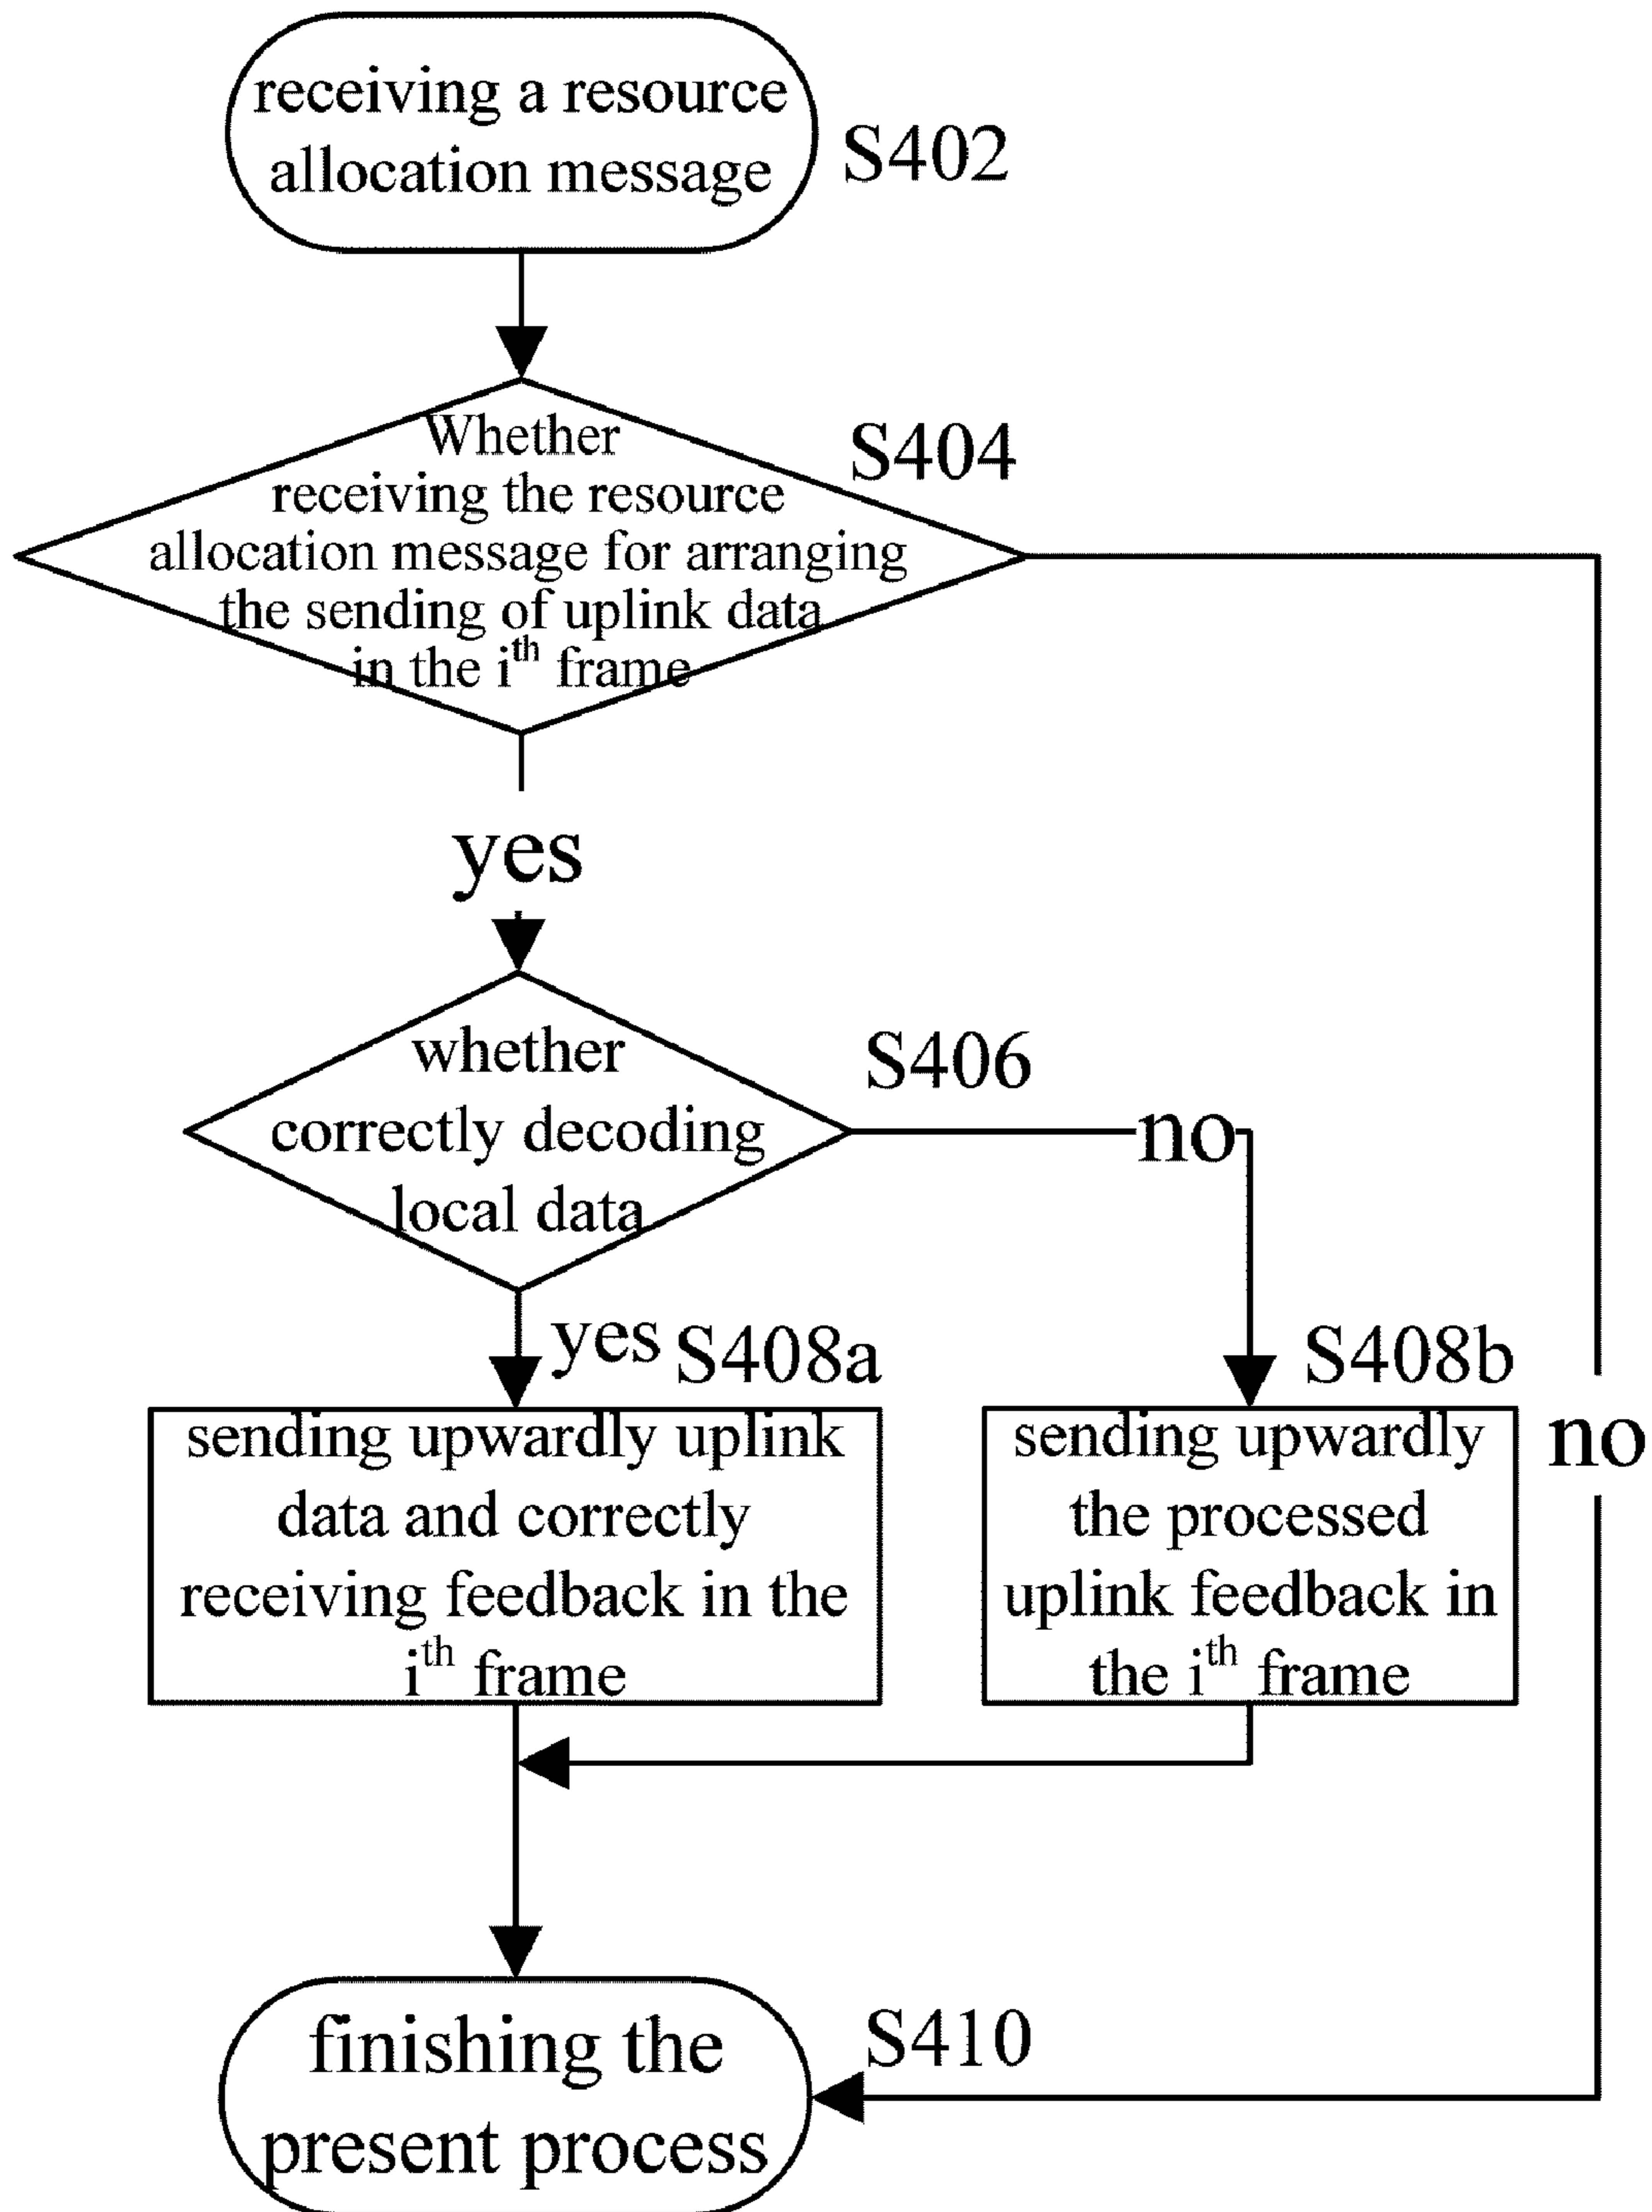 receiving a resource
allocation message
S402
Whether
receiving the resource
allocation message for arranging
the sending of uplink data
in the iᵗʰ frame
S404
yes
whether
correctly decoding
local data
S406
no
yes
S408a
S408b
sending upwardly uplink
data and correctly
receiving feedback in the
iᵗʰ frame
sending upwardly
the processed
uplink feedback in
the iᵗʰ frame
no
finishing the
present process
S410